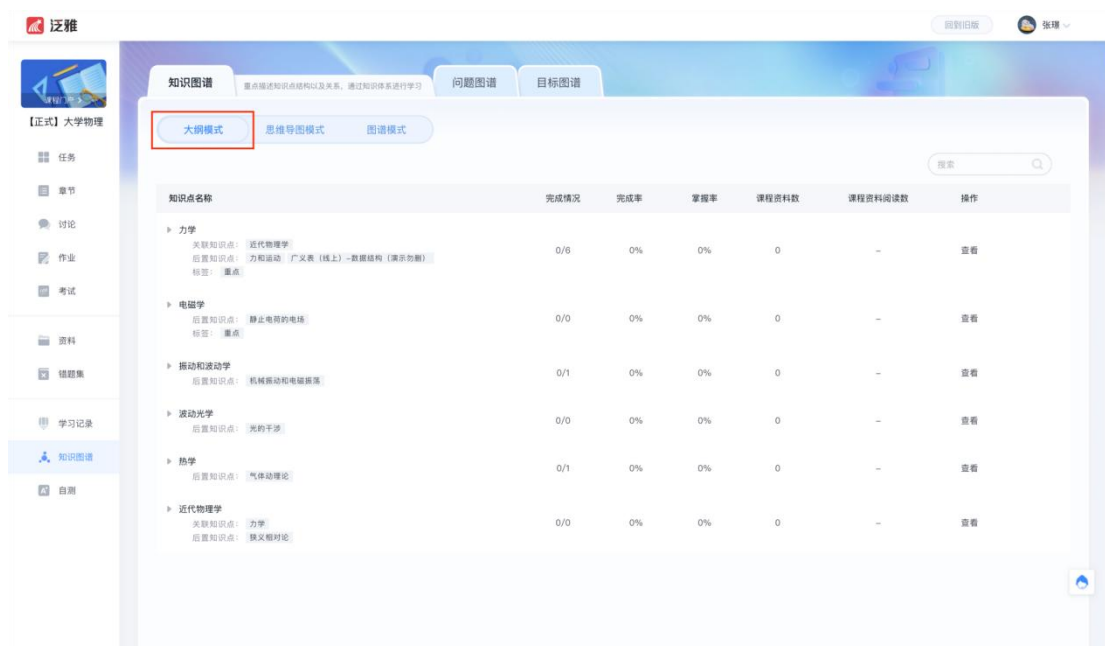 泛雅
回到旧版
张璟
课程门户 >
【正式】大学物理
任务
章节
讨论
作业
考试
资料
错题集
学习记录
知识图谱
自测
知识图谱 重点描述知识点结构以及关系，通过知识体系进行学习 问题图谱 目标图谱
大纲模式 思维导图模式 图谱模式
搜索
知识点名称 完成情况 完成率 掌握率 课程资料数 课程资料阅读数 操作
力学
关联知识点： 近代物理学
后置知识点： 力和运动 广义表（线上）-数据结构（演示勿删）
标签： 重点
0/6 0% 0% 0 – 查看
电磁学
后置知识点： 静止电荷的电场
标签： 重点
0/0 0% 0% 0 – 查看
振动和波动学
后置知识点： 机械振动和电磁振荡
0/1 0% 0% 0 – 查看
波动光学
后置知识点： 光的干涉
0/0 0% 0% 0 – 查看
热学
后置知识点： 气体动理论
0/1 0% 0% 0 – 查看
近代物理学
关联知识点： 力学
后置知识点： 狭义相对论
0/0 0% 0% 0 – 查看